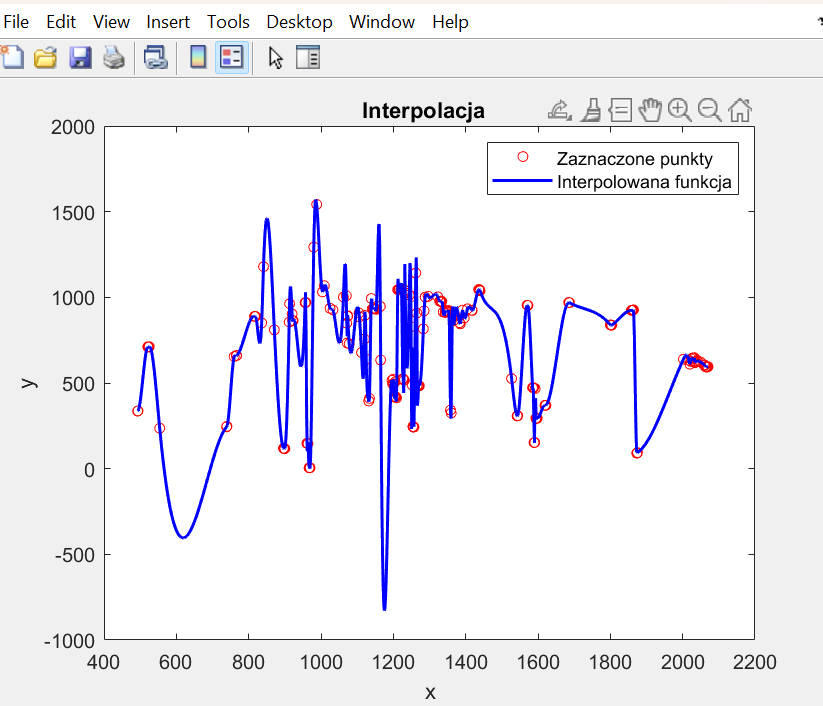 File Edit View Insert Tools Desktop Window Help
Interpolacja
Zaznaczone punkty
Interpolowana funkcja
2000
1500
1000
500
0
-500
-1000
y
400 600 800 1000 1200 1400 1600 1800 2000 2200
x